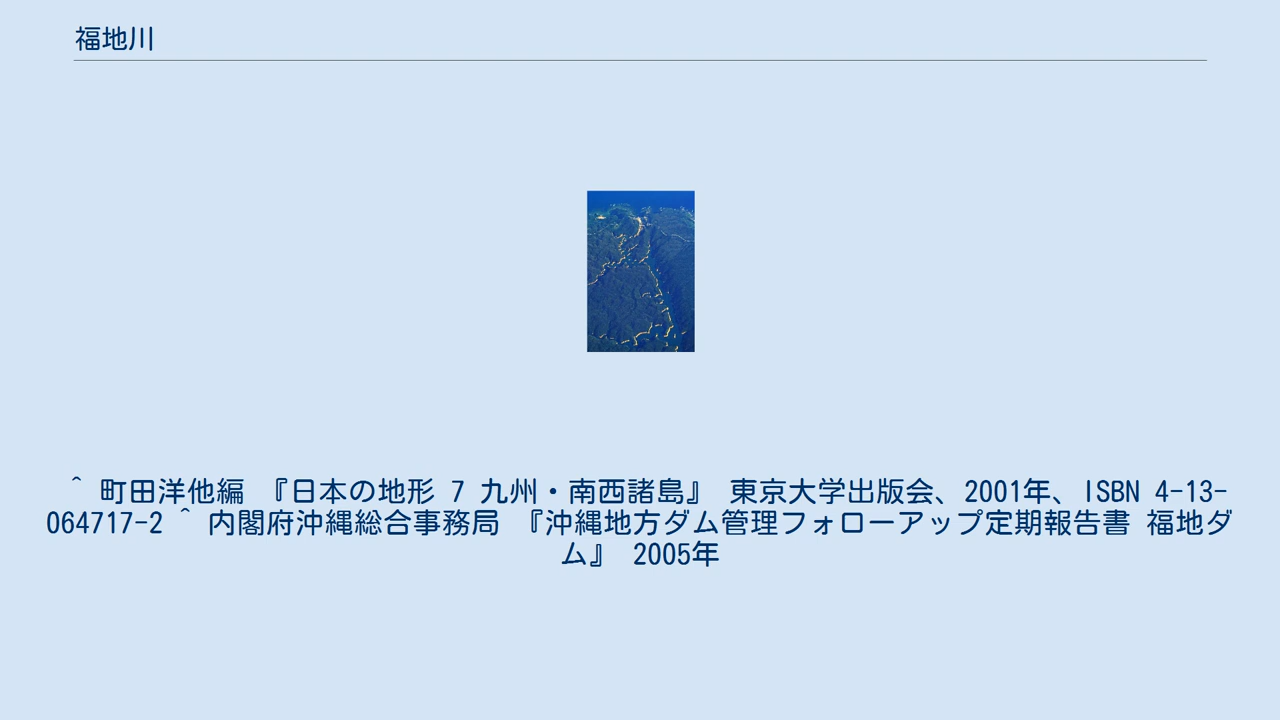 福地川
^ 町田洋他編 『日本の地形 7 九州・南西諸島』 東京大学出版会、2001年、ISBN 4-13-
064717-2 ^ 内閣府沖縄総合事務局 『沖縄地方ダム管理フォローアップ定期報告書 福地ダ
ム』 2005年